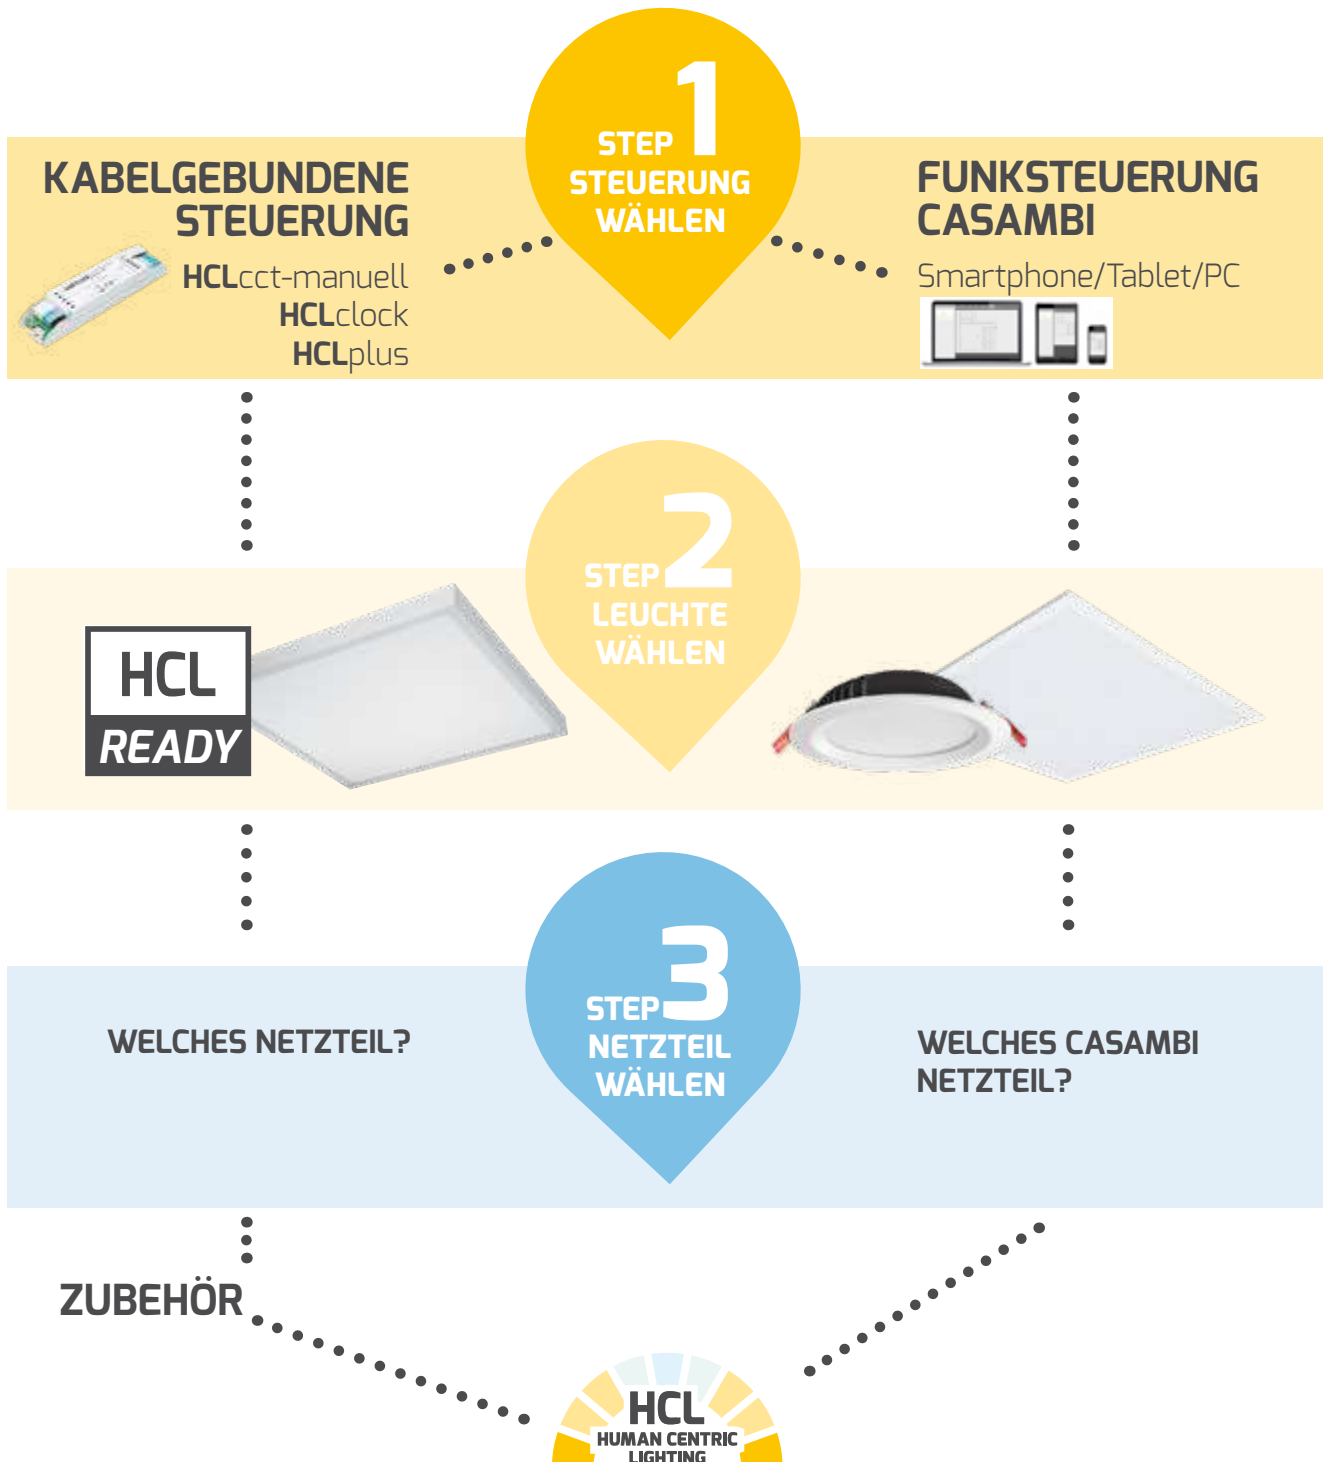 STEP 1
STEUERUNG
WÄHLEN
KABELGEBUNDENE
STEUERUNG
HCLcct-manuell
HCLclock
HCLplus
FUNKSTEUERUNG
CASAMBI
Smartphone/Tablet/PC
STEP 2
LEUCHTE
WÄHLEN
HCL
READY
STEP 3
NETZTEIL
WÄHLEN
WELCHES NETZTEIL?
WELCHES CASAMBI
NETZTEIL?
ZUBEHÖR
HCL
HUMAN CENTRIC
LIGHTING